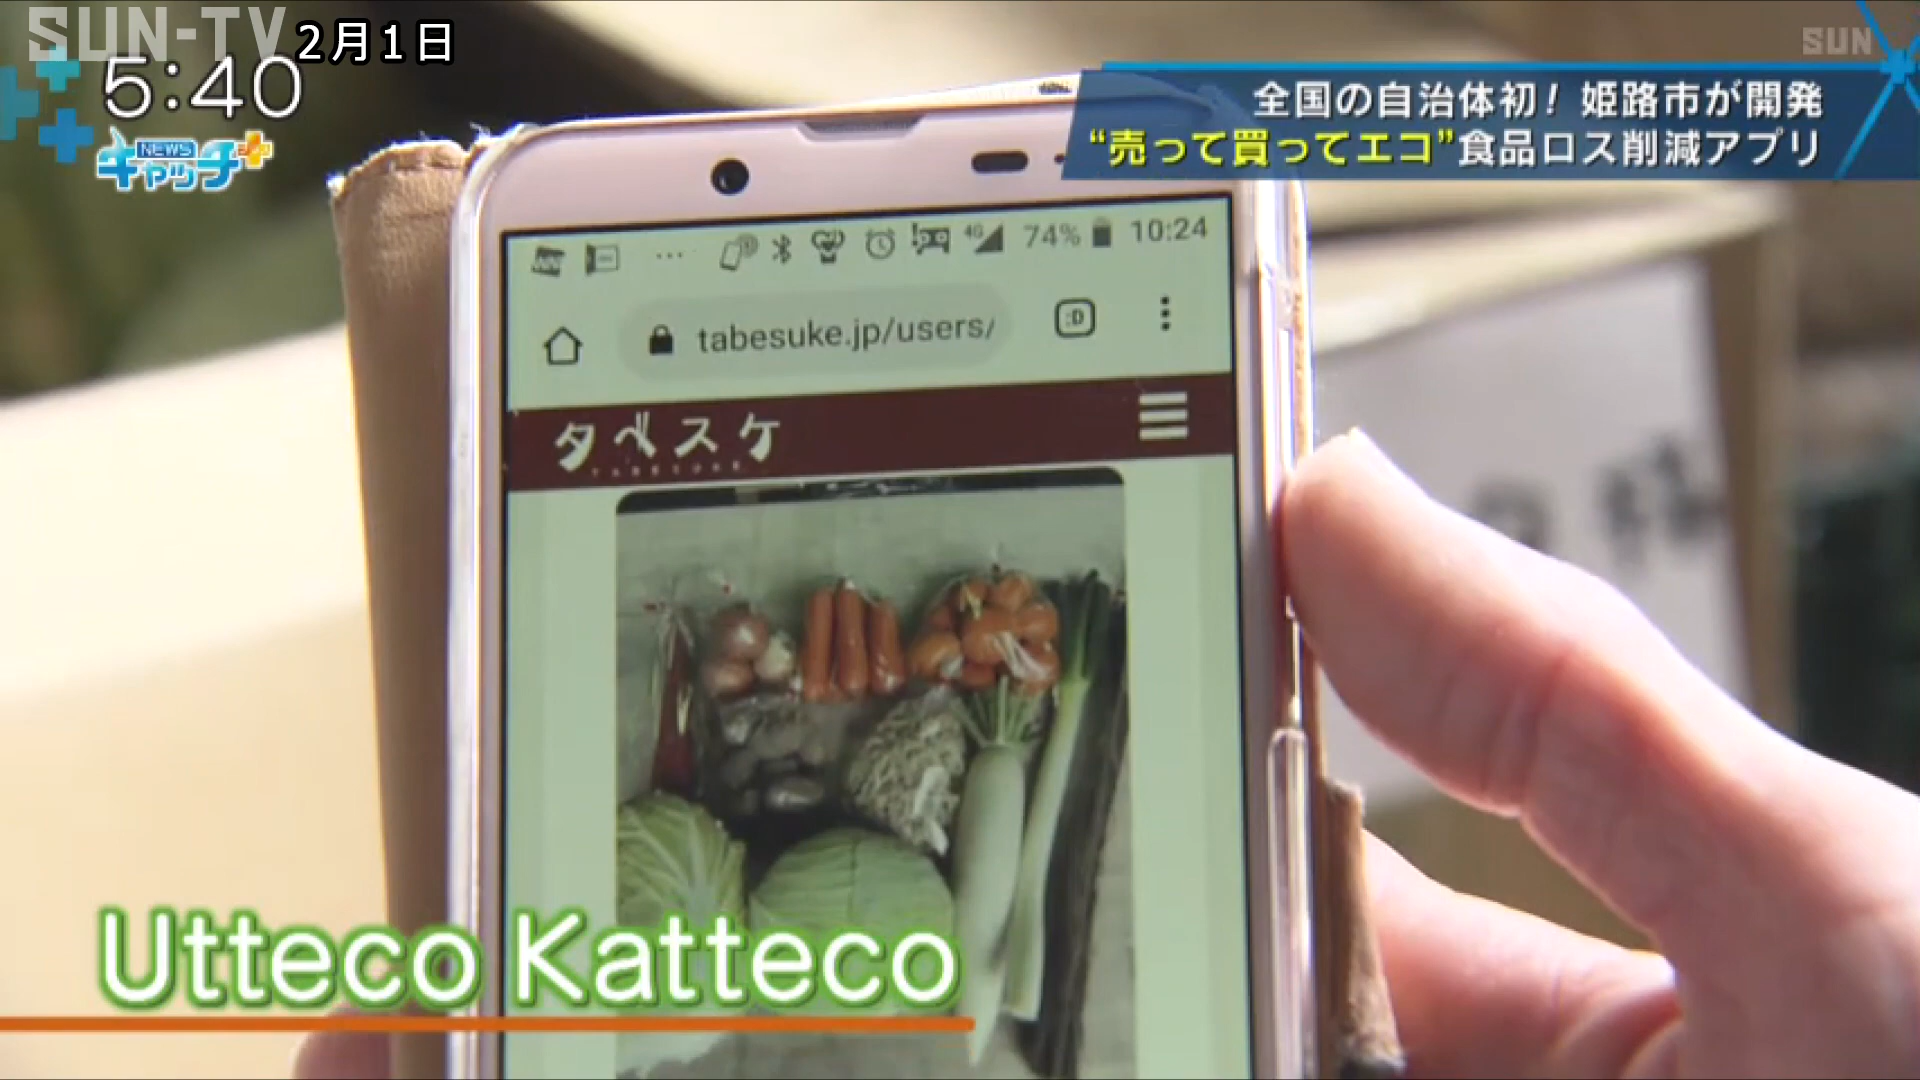 SUN-TV
2月1日
5:40
NEWS
キャッチ+
SUN
全国の自治体初！ 姫路市が開発
“売って買ってエコ”食品ロス削減アプリ
4G 74% 10:24
tabesuke.jp/users/
:D
タベスケ
TABESUKE
Utteco Katteco